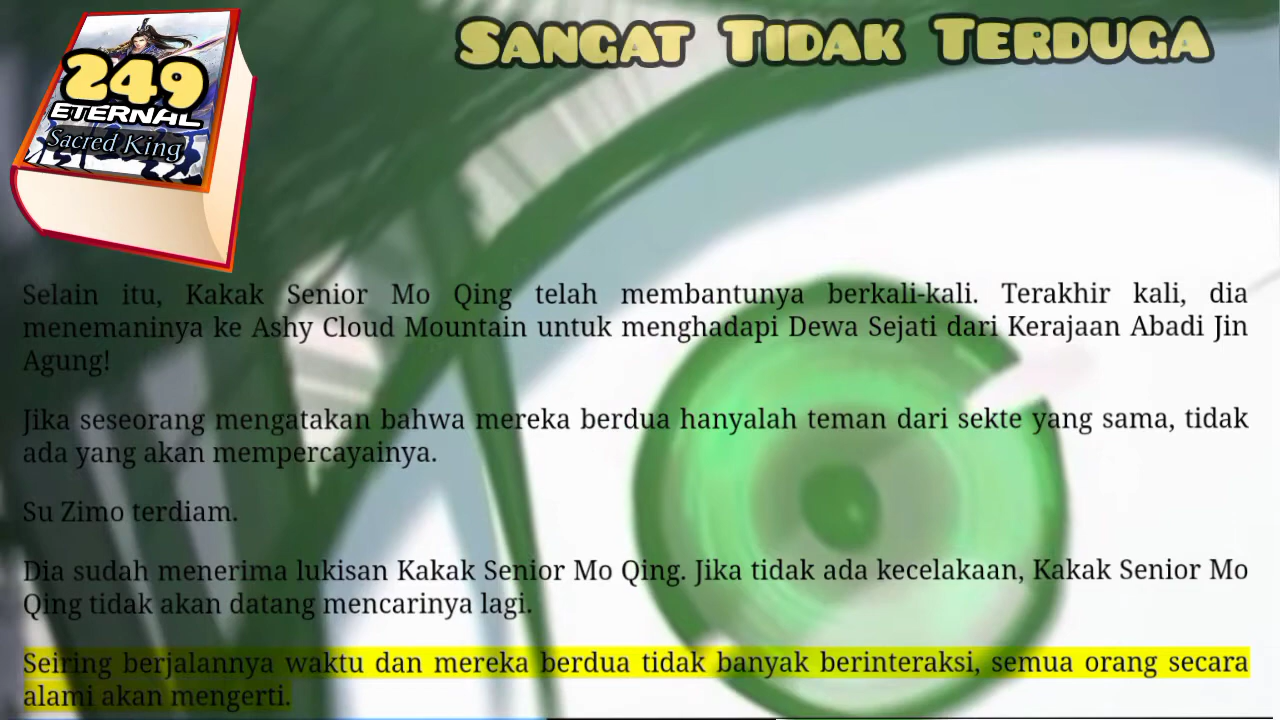 SANGAT TIDAK TERDUGA
249
ETERNAL
Sacred King
Selain itu, Kakak Senior Mo Qing telah membantunya berkali-kali. Terakhir kali, dia
menemaninya ke Ashy Cloud Mountain untuk menghadapi Dewa Sejati dari Kerajaan Abadi Jin
Agung!
Jika seseorang mengatakan bahwa mereka berdua hanyalah teman dari sekte yang sama, tidak
ada yang akan mempercayainya.
Su Zimo terdiam.
Dia sudah menerima lukisan Kakak Senior Mo Qing. Jika tidak ada kecelakaan, Kakak Senior Mo
Qing tidak akan datang mencarinya lagi.
Seiring berjalannya waktu dan mereka berdua tidak banyak berinteraksi, semua orang secara
alami akan mengerti.